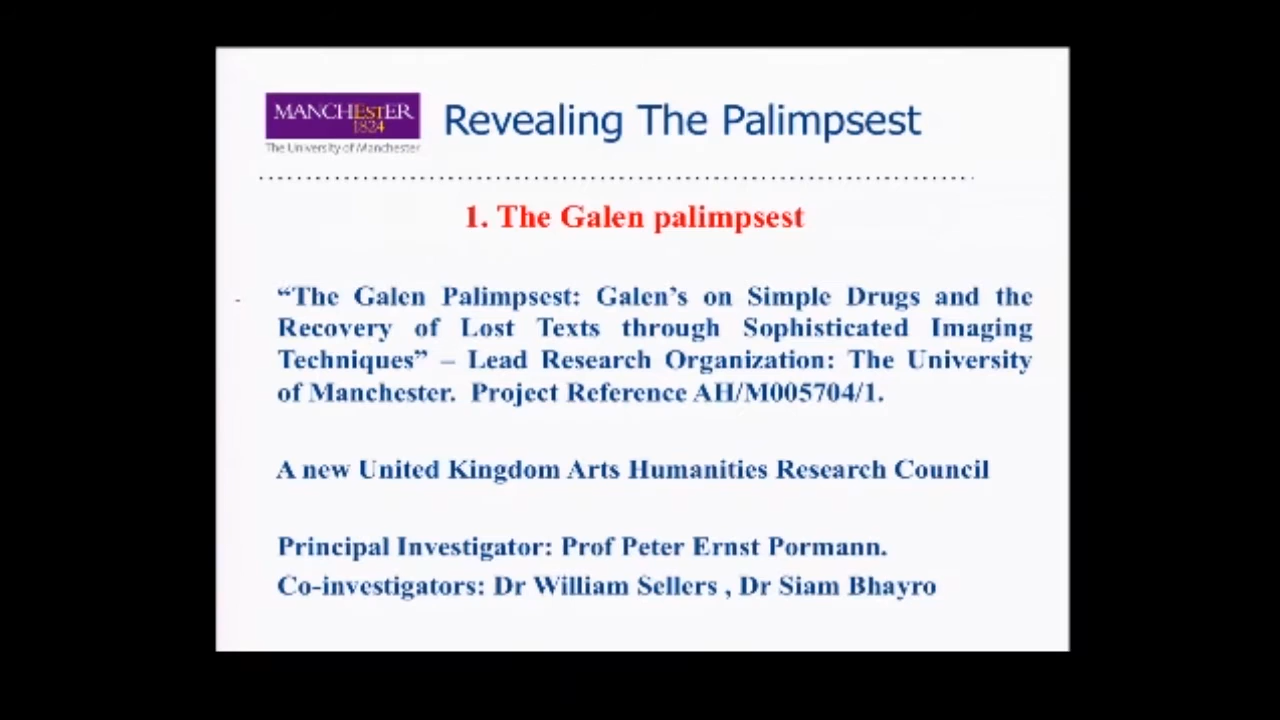 MANCHESTER
1824
The University of Manchester
Revealing The Palimpsest
1. The Galen palimpsest
“The Galen Palimpsest: Galen’s on Simple Drugs and the
Recovery of Lost Texts through Sophisticated Imaging
Techniques” – Lead Research Organization: The University
of Manchester. Project Reference AH/M005704/1.
A new United Kingdom Arts Humanities Research Council
Principal Investigator: Prof Peter Ernst Pormann.
Co-investigators: Dr William Sellers , Dr Siam Bhayro